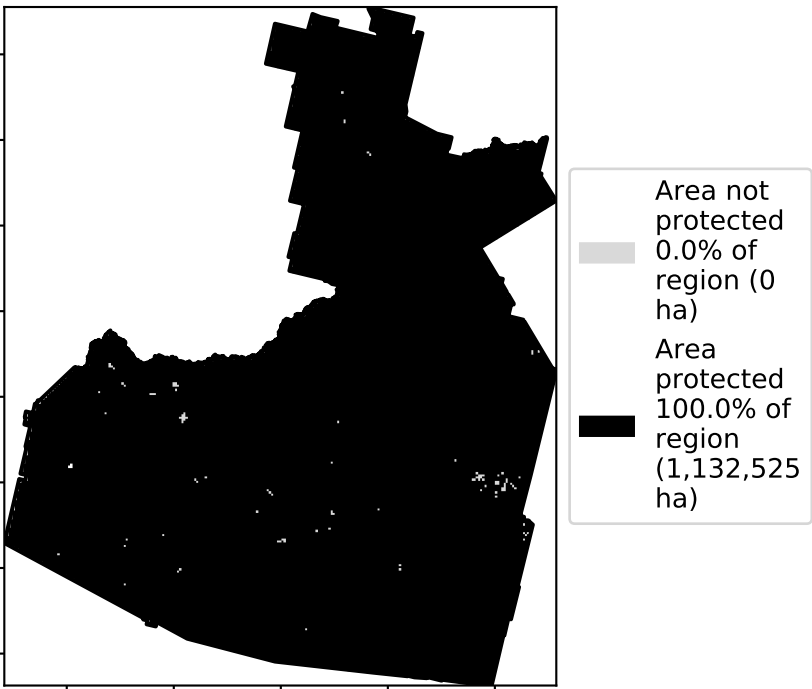 Area not
protected
0.0% of
region (0
ha)
Area
protected
100.0% of
region
(1,132,525
ha)